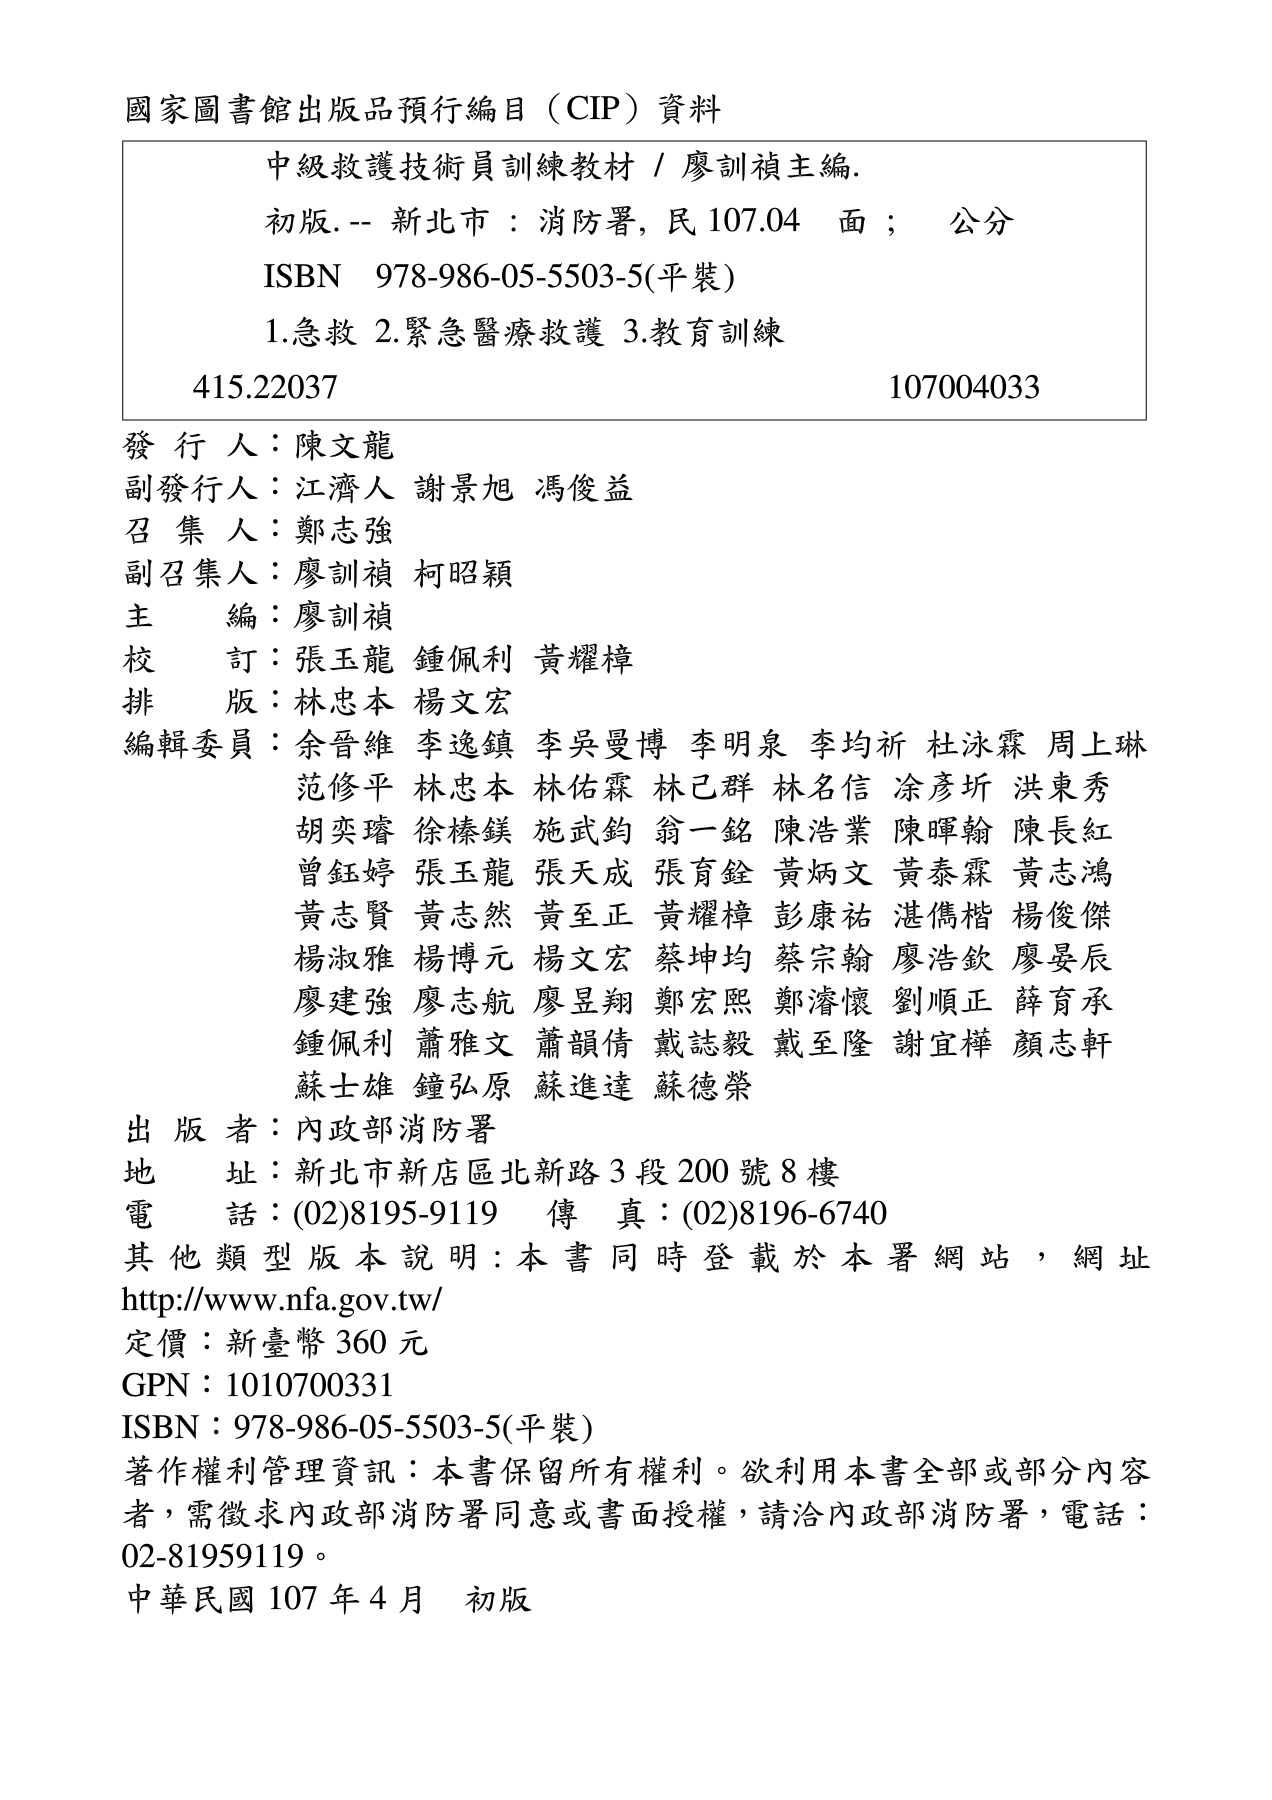 國家圖書館出版品預行編目（CIP）資料
中級救護技術員訓練教材 / 廖訓禎主編.
初版. -- 新北市 : 消防署, 民 107.04　面 ;　公分
ISBN　978-986-05-5503-5(平裝)
1.急救 2.緊急醫療救護 3.教育訓練
415.22037　107004033
發 行 人：陳文龍
副發行人：江濟人 謝景旭 馮俊益
召 集 人：鄭志強
副召集人：廖訓禎 柯昭穎
主　　編：廖訓禎
校　　訂：張玉龍 鍾佩利 黃耀樟
排　　版：林忠本 楊文宏
編輯委員：余晉維 李逸鎮 李吳曼博 李明泉 李均祈 杜泳霖 周上琳
范修平 林忠本 林佑霖 林己群 林名信 凃彥圻 洪東秀
胡奕璿 徐榛鎂 施武鈞 翁一銘 陳浩業 陳暉翰 陳長紅
曾鈺婷 張玉龍 張天成 張育銓 黃炳文 黃泰霖 黃志鴻
黃志賢 黃志然 黃至正 黃耀樟 彭康祐 湛儁楷 楊俊傑
楊淑雅 楊博元 楊文宏 蔡坤均 蔡宗翰 廖浩欽 廖晏辰
廖建強 廖志航 廖昱翔 鄭宏熙 鄭濬懷 劉順正 薛育承
鍾佩利 蕭雅文 蕭韻倩 戴誌毅 戴至隆 謝宜樺 顏志軒
蘇士雄 鐘弘原 蘇進達 蘇德榮
出 版 者：內政部消防署
地　　址：新北市新店區北新路 3 段 200 號 8 樓
電　　話：(02)8195-9119　傳　真：(02)8196-6740
其他類型版本說明:本書同時登載於本署網站，網址
http://www.nfa.gov.tw/
定價：新臺幣 360 元
GPN：1010700331
ISBN：978-986-05-5503-5(平裝)
著作權利管理資訊：本書保留所有權利。欲利用本書全部或部分內容
者，需徵求內政部消防署同意或書面授權，請洽內政部消防署，電話：
02-81959119。
中華民國 107 年 4 月　初版